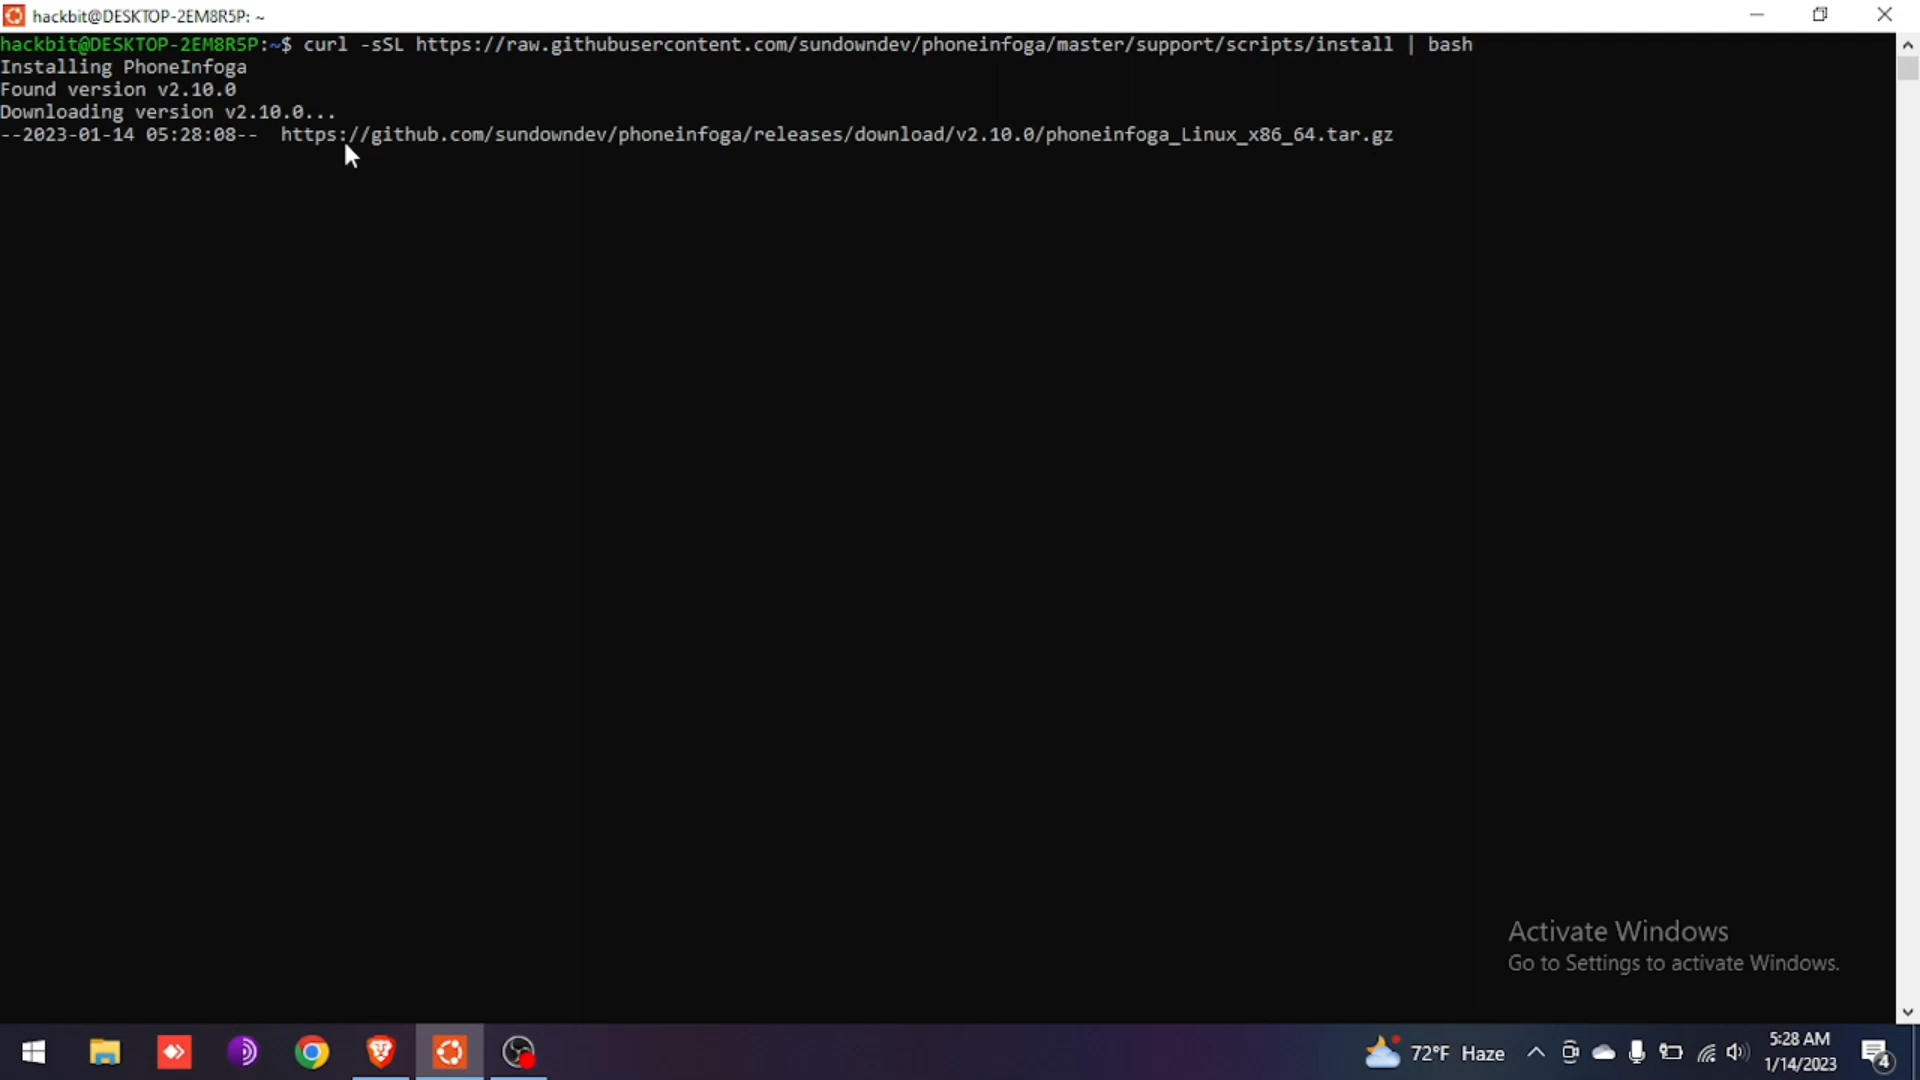 hackbit@DESKTOP-2EM8R5P: ~
hackbit@DESKTOP-2EM8R5P:~$ curl -sSL https://raw.githubusercontent.com/sundowndev/phoneinfoga/master/support/scripts/install | bash
Installing PhoneInfoga
Found version v2.10.0
Downloading version v2.10.0...
--2023-01-14 05:28:08--  https://github.com/sundowndev/phoneinfoga/releases/download/v2.10.0/phoneinfoga_Linux_x86_64.tar.gz
Activate Windows
Go to Settings to activate Windows.
72°F Haze
5:28 AM
1/14/2023
4